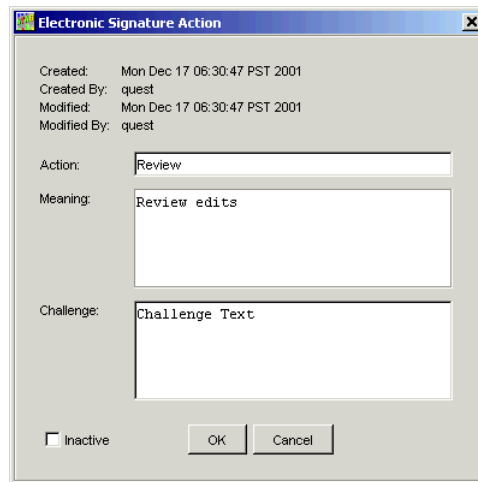 Electronic Signature Action
Created: Mon Dec 17 06:30:47 PST 2001
Created By: quest
Modified: Mon Dec 17 06:30:47 PST 2001
Modified By: quest
Action: Review
Meaning: Review edits
Challenge: Challenge Text
Inactive OK Cancel